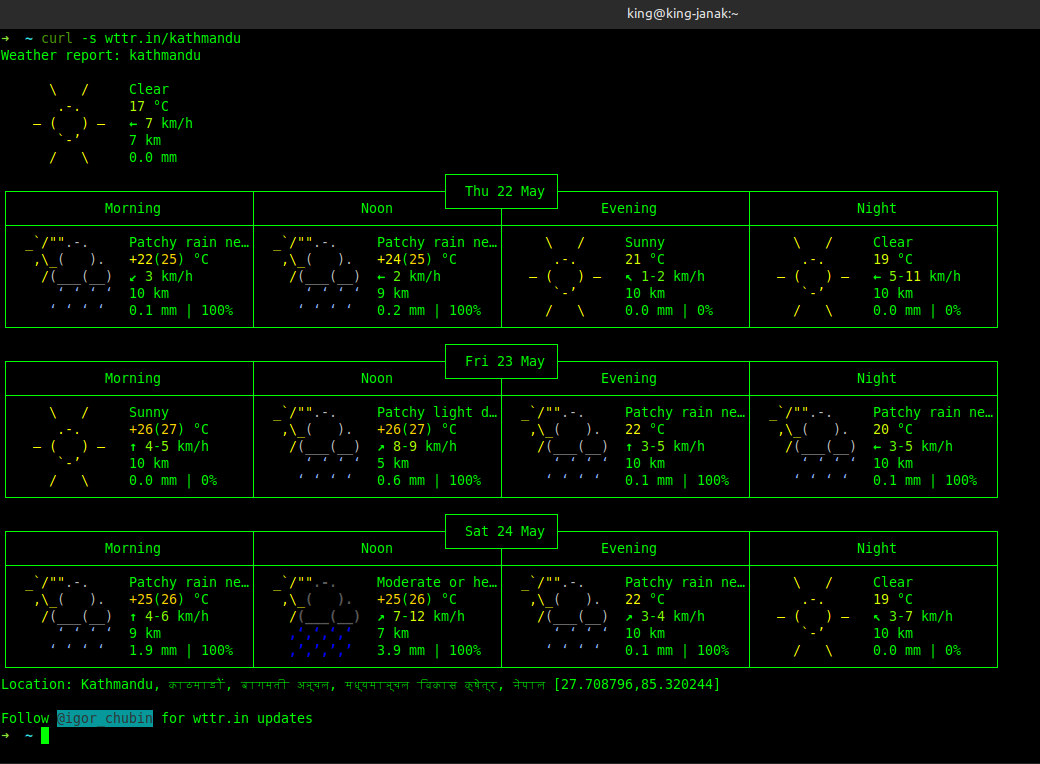 king@king-janak:~
➜  ~ curl -s wttr.in/kathmandu
Weather report: kathmandu
Clear
17 °C
← 7 km/h
7 km
0.0 mm
Thu 22 May
Morning Noon Evening Night
Patchy rain ne… Patchy rain ne… Sunny Clear
+22(25) °C +24(25) °C 21 °C 19 °C
↙ 3 km/h ← 2 km/h ↖ 1-2 km/h ← 5-11 km/h
10 km 9 km 10 km 10 km
0.1 mm | 100% 0.2 mm | 100% 0.0 mm | 0% 0.0 mm | 0%
Fri 23 May
Morning Noon Evening Night
Sunny Patchy light d… Patchy rain ne… Patchy rain ne…
+26(27) °C +26(27) °C 22 °C 20 °C
↑ 4-5 km/h ↗ 8-9 km/h ↑ 3-5 km/h ← 3-5 km/h
10 km 5 km 10 km 10 km
0.0 mm | 0% 0.6 mm | 100% 0.1 mm | 100% 0.1 mm | 100%
Sat 24 May
Morning Noon Evening Night
Patchy rain ne… Moderate or he… Patchy rain ne… Clear
+25(26) °C +25(26) °C 22 °C 19 °C
↑ 4-6 km/h ↗ 7-12 km/h ↗ 3-4 km/h ↖ 3-7 km/h
9 km 7 km 10 km 10 km
1.9 mm | 100% 3.9 mm | 100% 0.1 mm | 100% 0.0 mm | 0%
Location: Kathmandu, काठमाडौं, बागमती अञ्चल, मध्यमाञ्चल विकास क्षेत्र, नेपाल [27.708796,85.320244]
Follow @igor_chubin for wttr.in updates
➜  ~